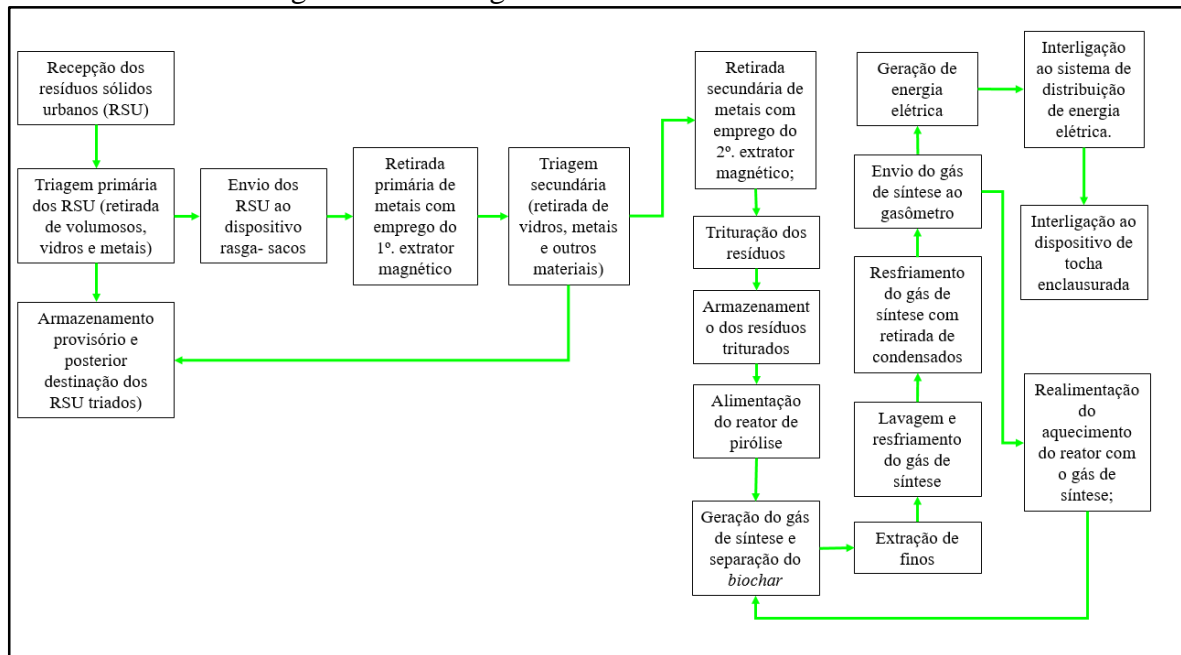 Recepção dos
resíduos sólidos
urbanos (RSU)
Triagem primária
dos RSU (retirada
de volumosos,
vidros e metais)
Armazenamento
provisório e
posterior
destinação dos
RSU triados)
Envio dos
RSU ao
dispositivo
rasga- sacos
Retirada
primária de
metais com
emprego do
1º. extrator
magnético
Triagem
secundária
(retirada de
vidros, metais
e outros
materiais)
Retirada
secundária de
metais com
emprego do
2º. extrator
magnético;
Trituração dos
resíduos
Armazenament
o dos resíduos
triturados
Alimentação
do reator de
pirólise
Geração do gás
de síntese e
separação do
biochar
Extração de
finos
Lavagem e
resfriamento
do gás de
síntese
Resfriamento
do gás de
síntese com
retirada de
condensados
Envio do gás
de síntese ao
gasômetro
Geração de
energia
elétrica
Interligação
ao sistema de
distribuição
de energia
elétrica.
Interligação ao
dispositivo de
tocha
enclausurada
Realimentação
do
aquecimento
do reator com
o gás de
síntese;